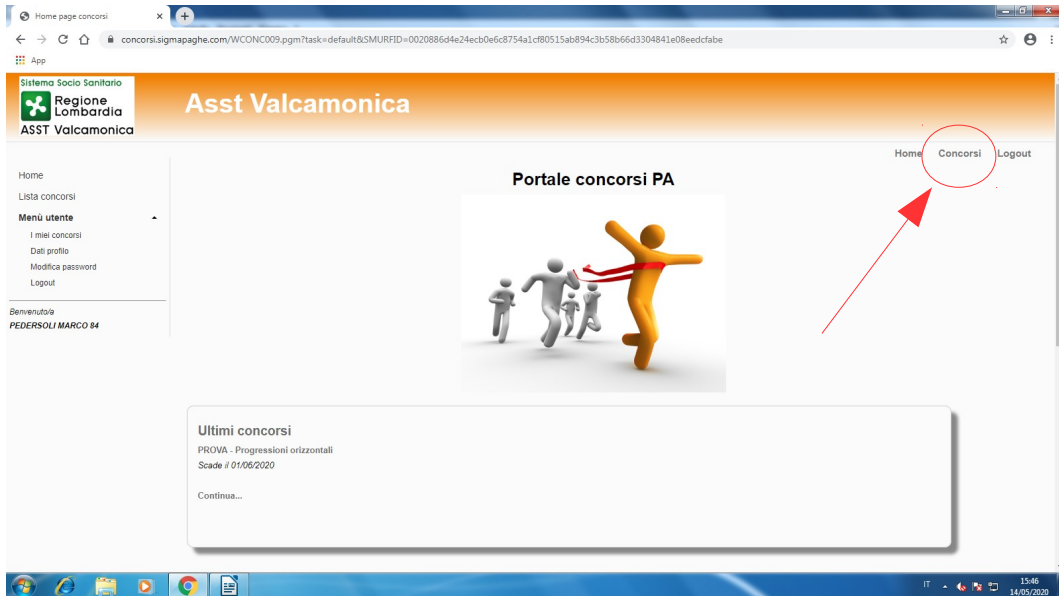 Home page concorsi
concorsi.sigmapaghe.com/WCONC009.pgm?task=default&SMURFID=0020886d4e24ecb0e6c8754a1cf80515ab894c3b58b66d3304841e08eedcfabe
App
Sistema Socio Sanitario
Regione
Lombardia
ASST Valcamonica
Asst Valcamonica
Home Concorsi Logout
Home
Lista concorsi
Menù utente
I miei concorsi
Dati profilo
Modifica password
Logout
Benvenuto/a
PEDERSOLI MARCO 84
Portale concorsi PA
Ultimi concorsi
PROVA - Progressioni orizzontali
Scade il 01/06/2020
Continua...
IT
15:46
14/05/2020